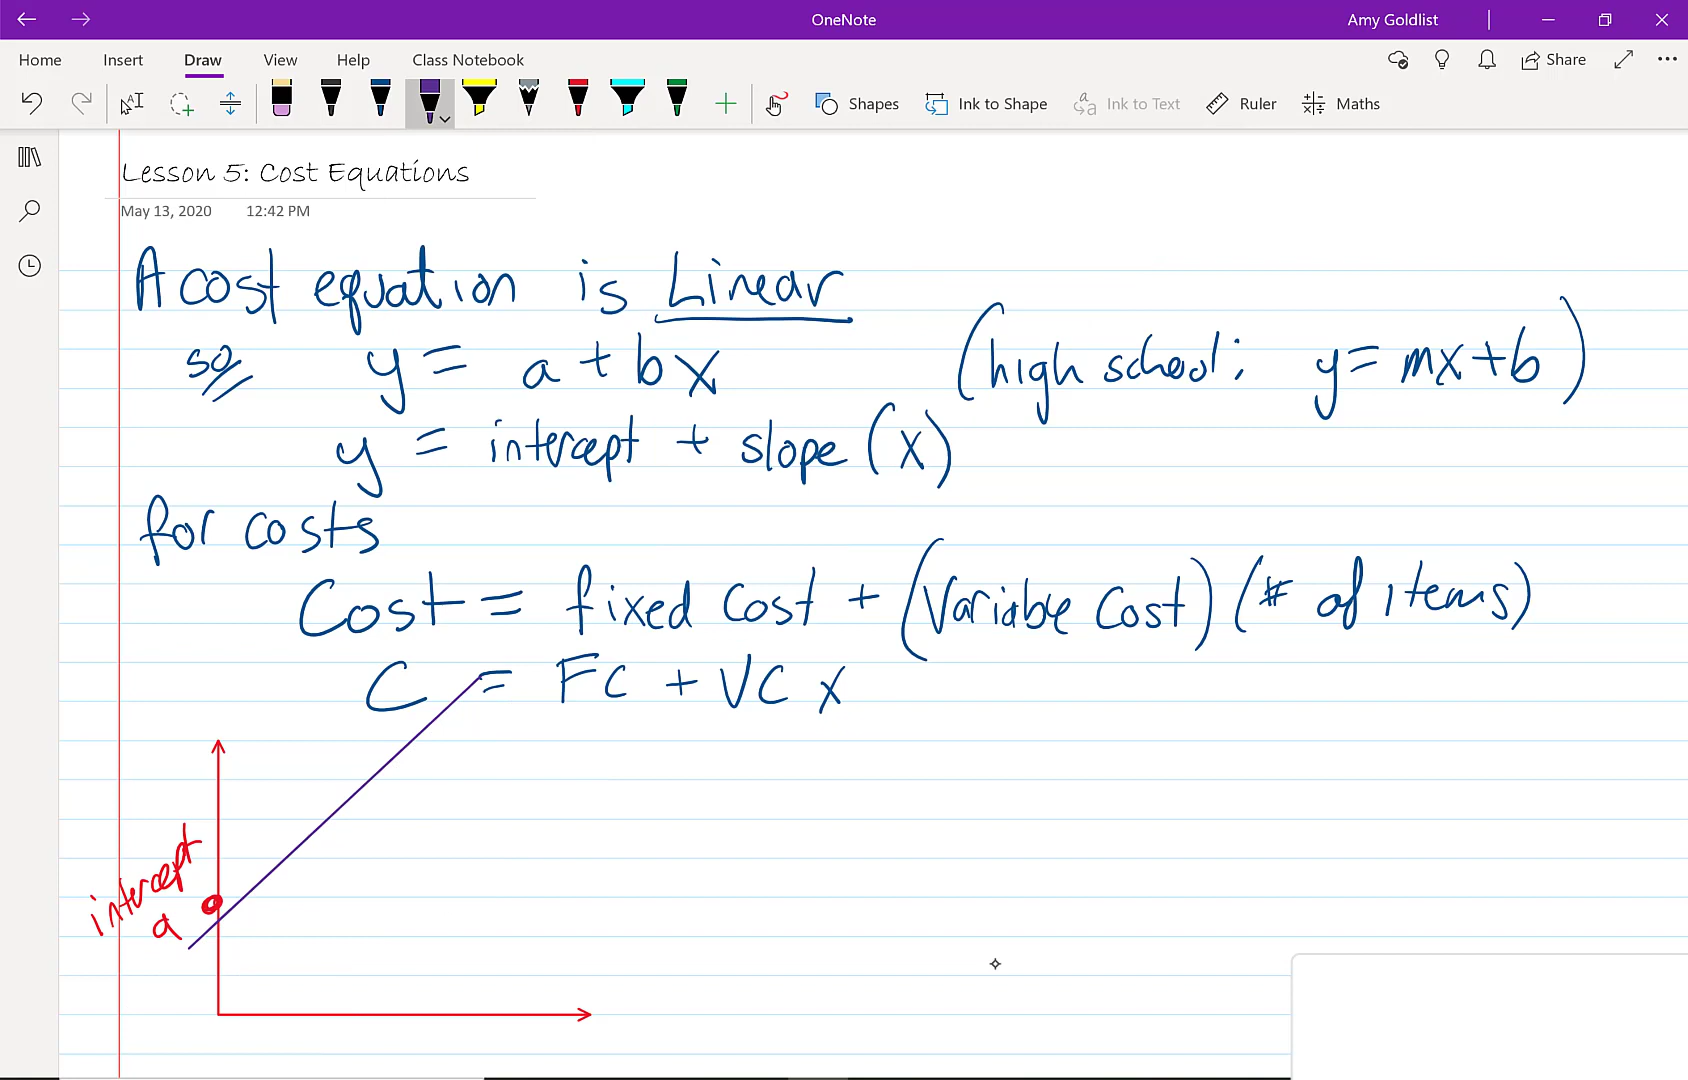 OneNote
Amy Goldlist
Home Insert Draw View Help Class Notebook
Share
Shapes Ink to Shape Ink to Text Ruler Maths
Lesson 5: Cost Equations
May 13, 2020 12:42 PM
A cost equation is Linear
so y = a + bx (high school: y = mx + b)
y = intercept + slope (x)
for costs
Cost = fixed cost + (Variable Cost) (# of items)
C = FC + VC x
intercept
a